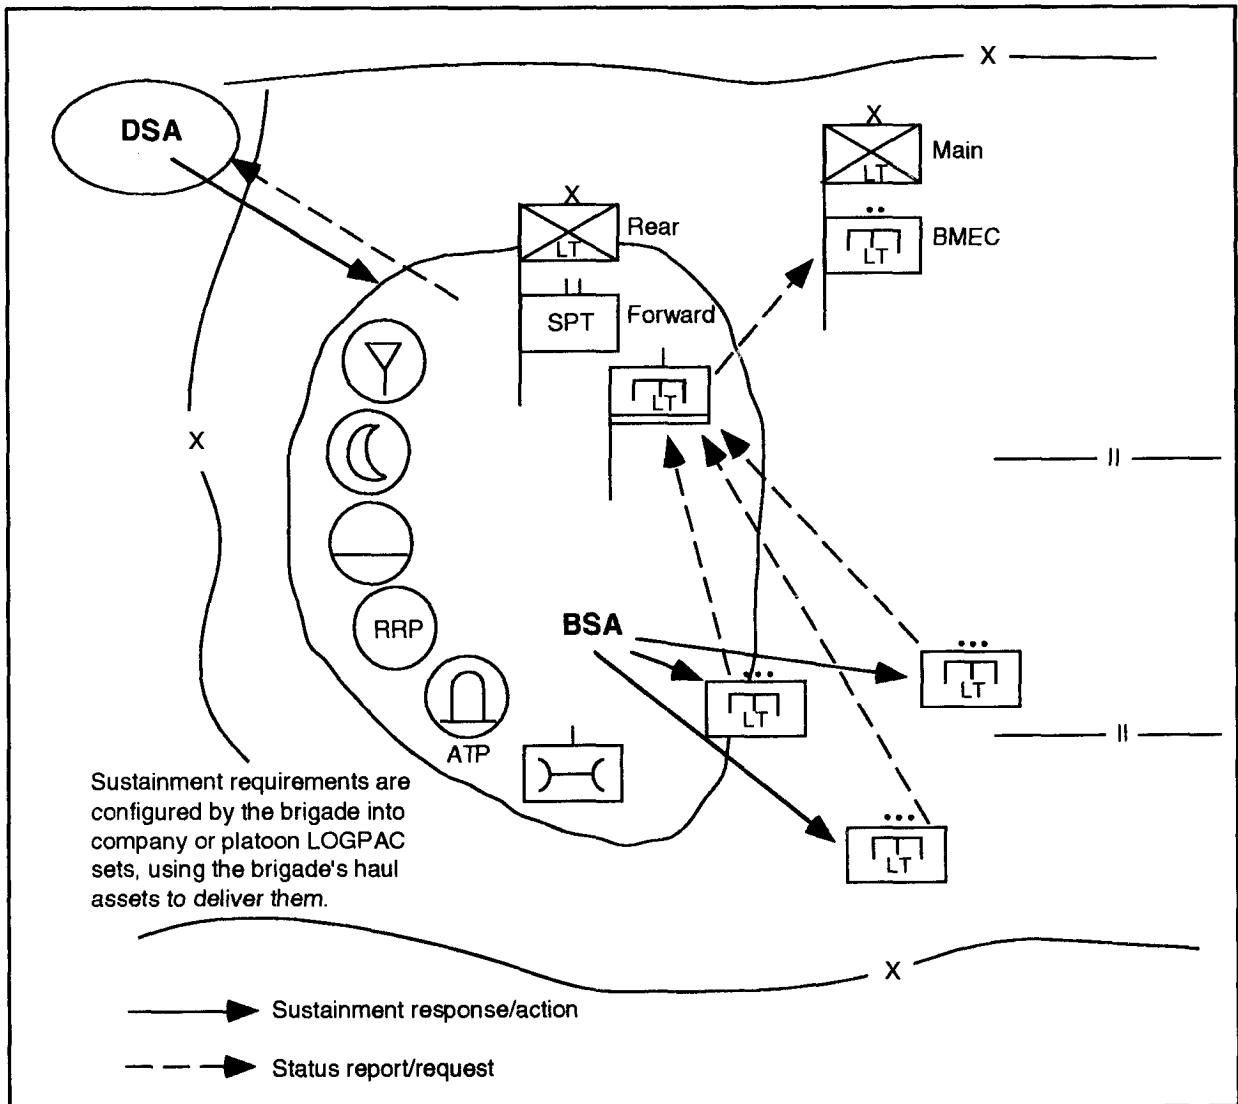 X
DSA
X
LT
Main
LT
BMEC
X
LT
Rear
SPT
Forward
LT
X
II
RRP
BSA
LT
LT
II
ATP
LT
Sustainment requirements are
configured by the brigade into
company or platoon LOGPAC
sets, using the brigade's haul
assets to deliver them.
X
Sustainment response/action
Status report/request